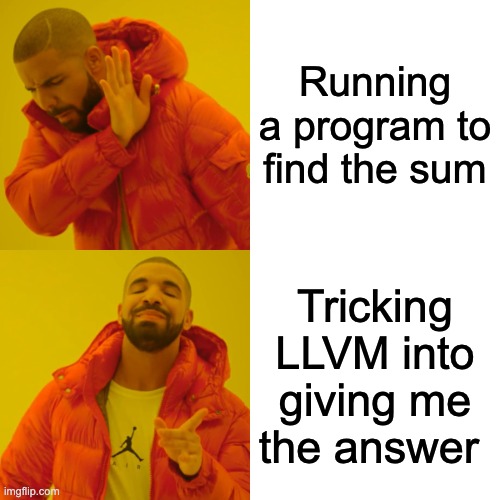 Running
a program to
find the sum
Tricking
LLVM into
giving me
the answer
imgflip.com